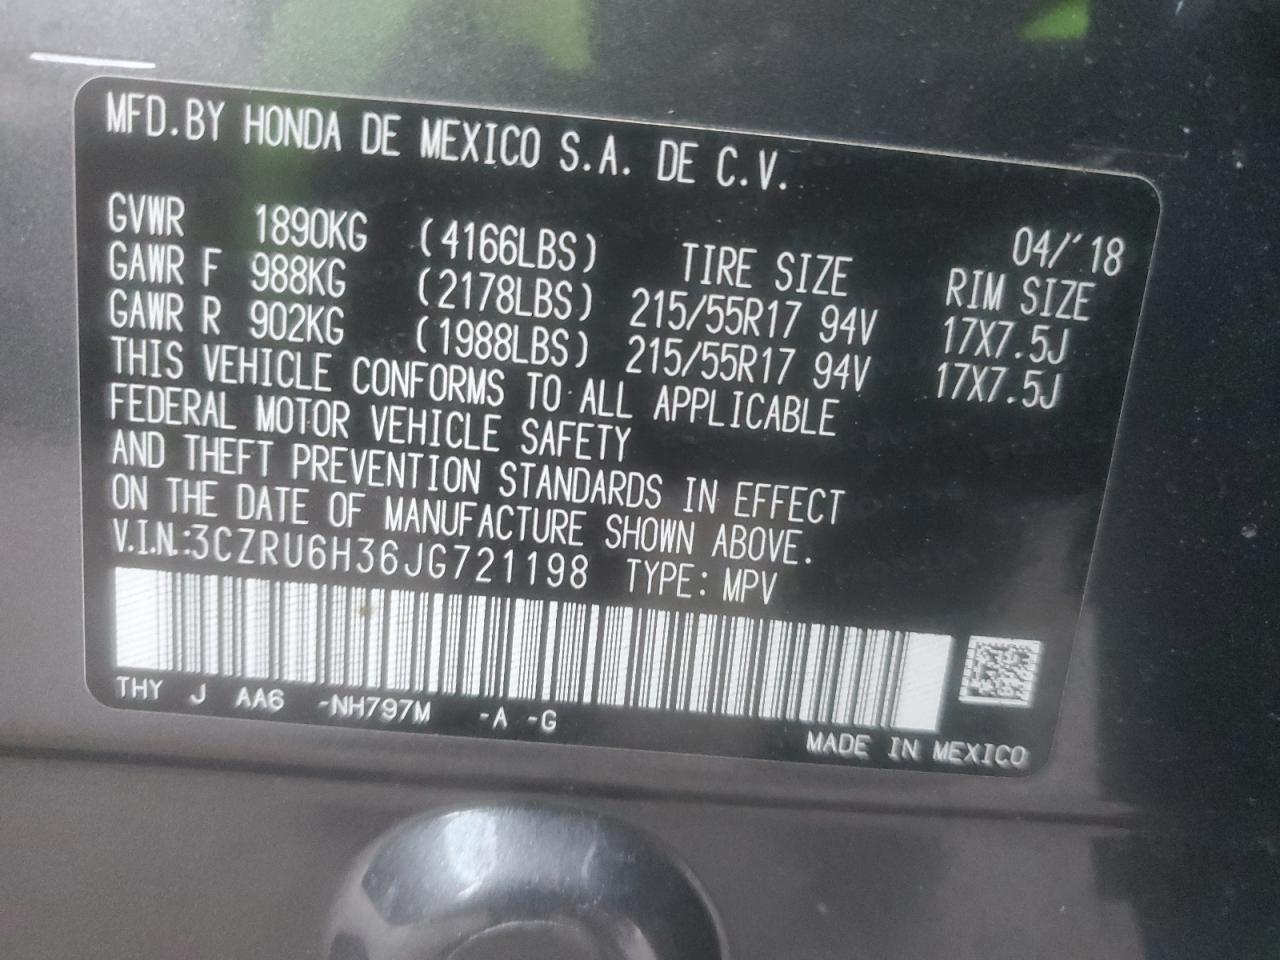 MFD.BY HONDA DE MEXICO S.A. DE C.V.
04/'18
GVWR 1890KG (4166LBS) TIRE SIZE RIM SIZE
GAWR F 988KG (2178LBS) 215/55R17 94V 17X7.5J
GAWR R 902KG (1988LBS) 215/55R17 94V 17X7.5J
THIS VEHICLE CONFORMS TO ALL APPLICABLE
FEDERAL MOTOR VEHICLE SAFETY
AND THEFT PREVENTION STANDARDS IN EFFECT
ON THE DATE OF MANUFACTURE SHOWN ABOVE.
V.I.N.:3CZRU6H36JG721198 TYPE: MPV
THY J AA6 -NH797M -A -G
MADE IN MEXICO